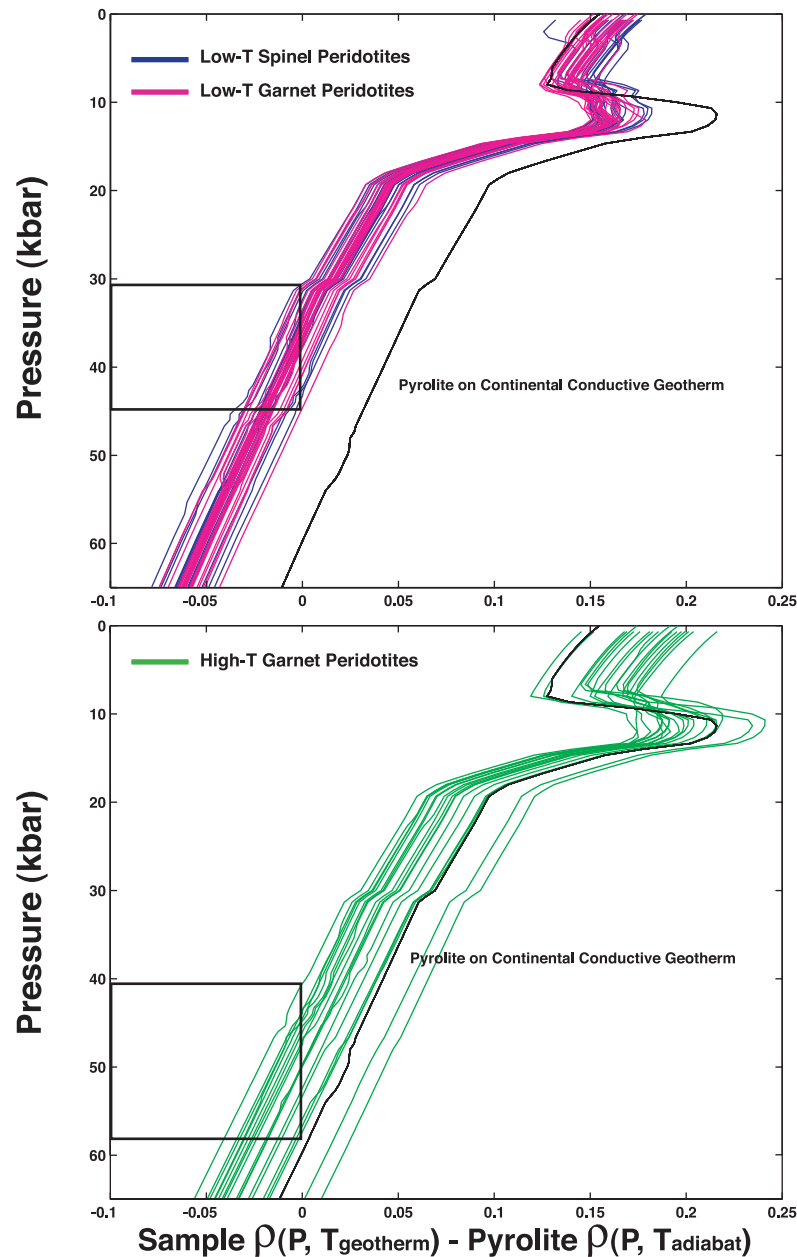 0
Low-T Spinel Peridotites
Low-T Garnet Peridotites
10
20
30
40
50
60
Pressure (kbar)
Pyrolite on Continental Conductive Geotherm
-0.1 -0.05 0 0.05 0.1 0.15 0.2 0.25
0
High-T Garnet Peridotites
10
20
30
40
50
60
Pressure (kbar)
Pyrolite on Continental Conductive Geotherm
-0.1 -0.05 0 0.05 0.1 0.15 0.2 0.25
Sample ρ(P, Tgeotherm) - Pyrolite ρ(P, Tadiabat)